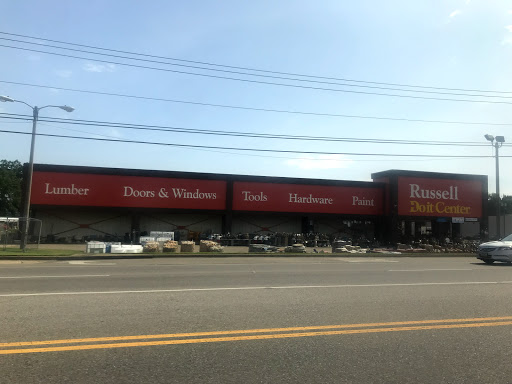 Lumber Doors & Windows Tools Hardware Paint
Russell
Do it Center